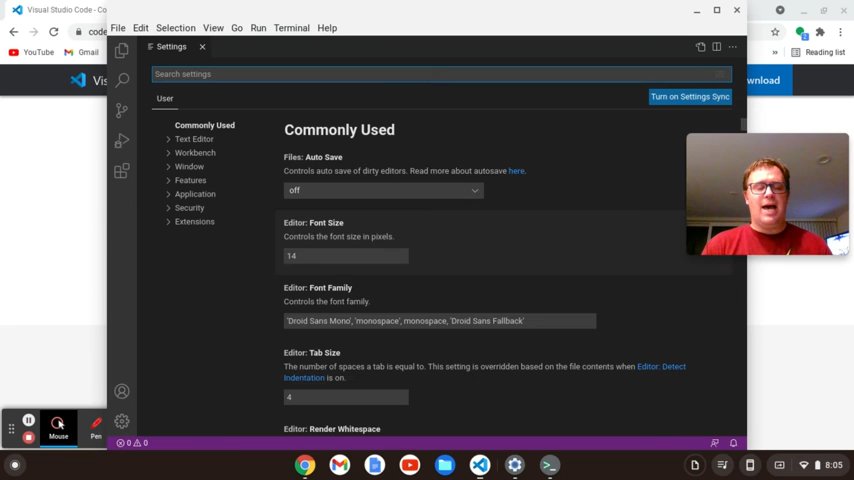 Visual Studio Code - Co
code
YouTube
Gmail
Reading list
Vis
wnload
File Edit Selection View Go Run Terminal Help
Settings
Search settings
User
Turn on Settings Sync
Commonly Used
Text Editor
Workbench
Window
Features
Application
Security
Extensions
Commonly Used
Files: Auto Save
Controls auto save of dirty editors. Read more about autosave here.
off
Editor: Font Size
Controls the font size in pixels.
14
Editor: Font Family
Controls the font family.
'Droid Sans Mono', 'monospace', monospace, 'Droid Sans Fallback'
Editor: Tab Size
The number of spaces a tab is equal to. This setting is overridden based on the file contents when Editor: Detect
Indentation is on.
4
Editor: Render Whitespace
Mouse
Pen
0 0
8:05